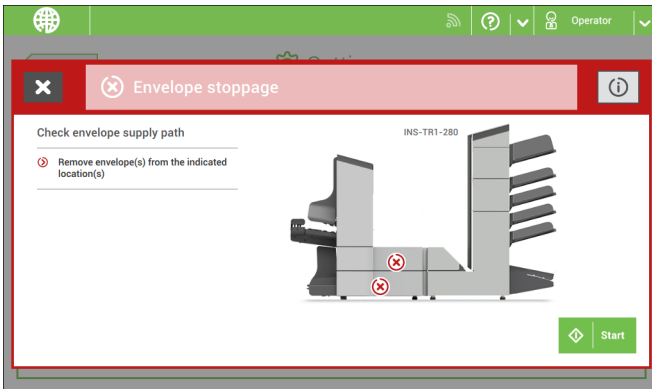 Operator
Envelope stoppage
Check envelope supply path
INS-TR1-280
Remove envelope(s) from the indicated
location(s)
Start